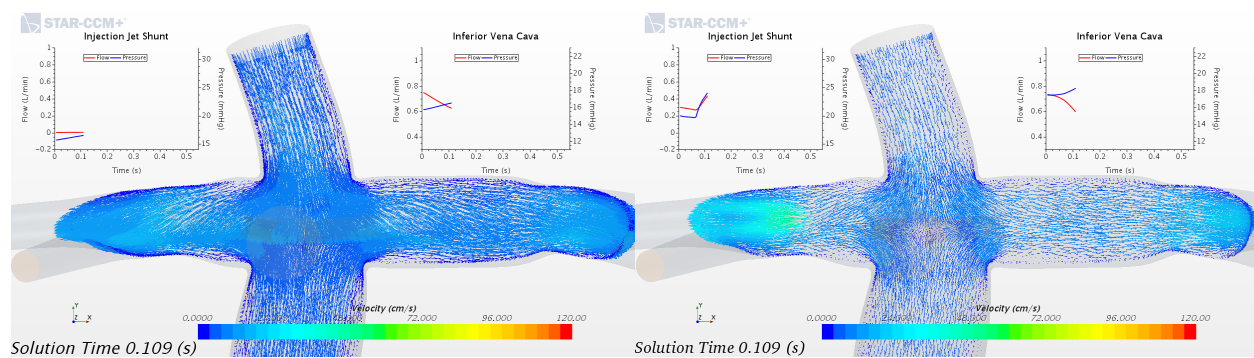 STAR-CCM+
Injection Jet Shunt
Flow Pressure
Flow (L/min)
1
0.8
0.6
0.4
0.2
0
−0.2
30
25
20
15
Pressure (mmHg)
0 0.1 0.2 0.3 0.4 0.5
Time (s)
Inferior Vena Cava
Flow Pressure
Flow (L/min)
1
0.8
0.6
0.4
22
20
18
16
14
12
Pressure (mmHg)
0 0.1 0.2 0.3 0.4 0.5
Time (s)
Y
Z X
Velocity (cm/s)
0.0000 72.000 96.000 120.00
Solution Time 0.109 (s)
STAR-CCM+
Injection Jet Shunt
Flow Pressure
Flow (L/min)
1
0.8
0.6
0.4
0.2
0
−0.2
30
25
20
15
Pressure (mmHg)
0 0.1 0.2 0.3 0.4 0.5
Time (s)
Inferior Vena Cava
Flow Pressure
Flow (L/min)
1
0.8
0.6
0.4
22
20
18
16
14
12
Pressure (mmHg)
0 0.1 0.2 0.3 0.4 0.5
Time (s)
Y
Z X
Velocity (cm/s)
0.0000 24.000 48.000 72.000 96.000 120.00
Solution Time 0.109 (s)